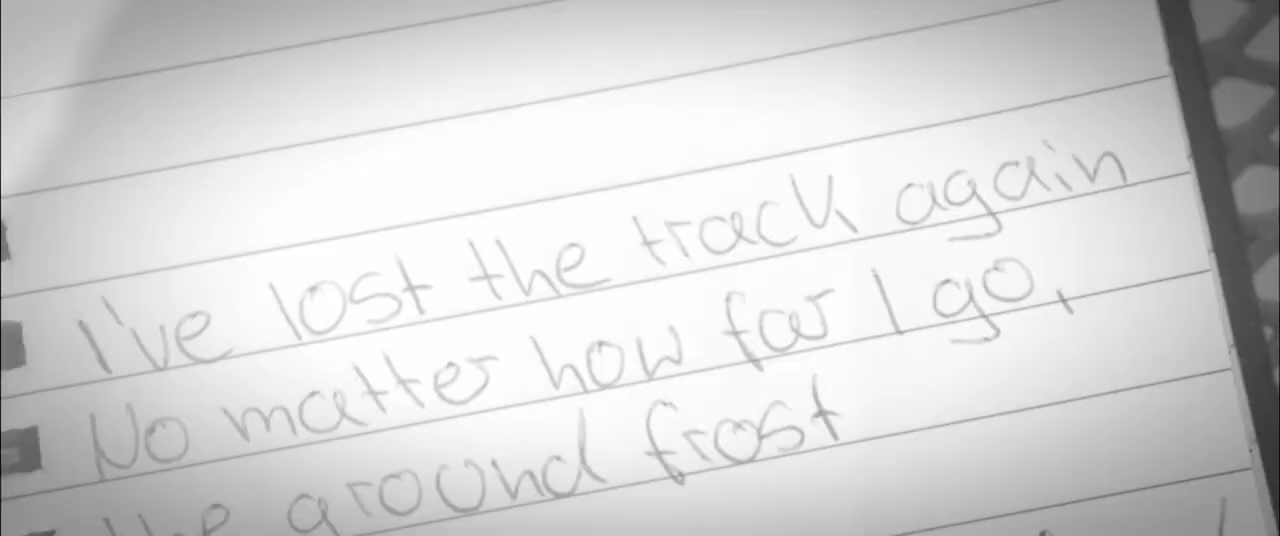 I've lost the track again
No matter how far I go,
ground frost